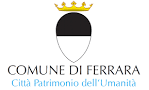 COMUNE DI FERRARA
Città Patrimonio dell'Umanità